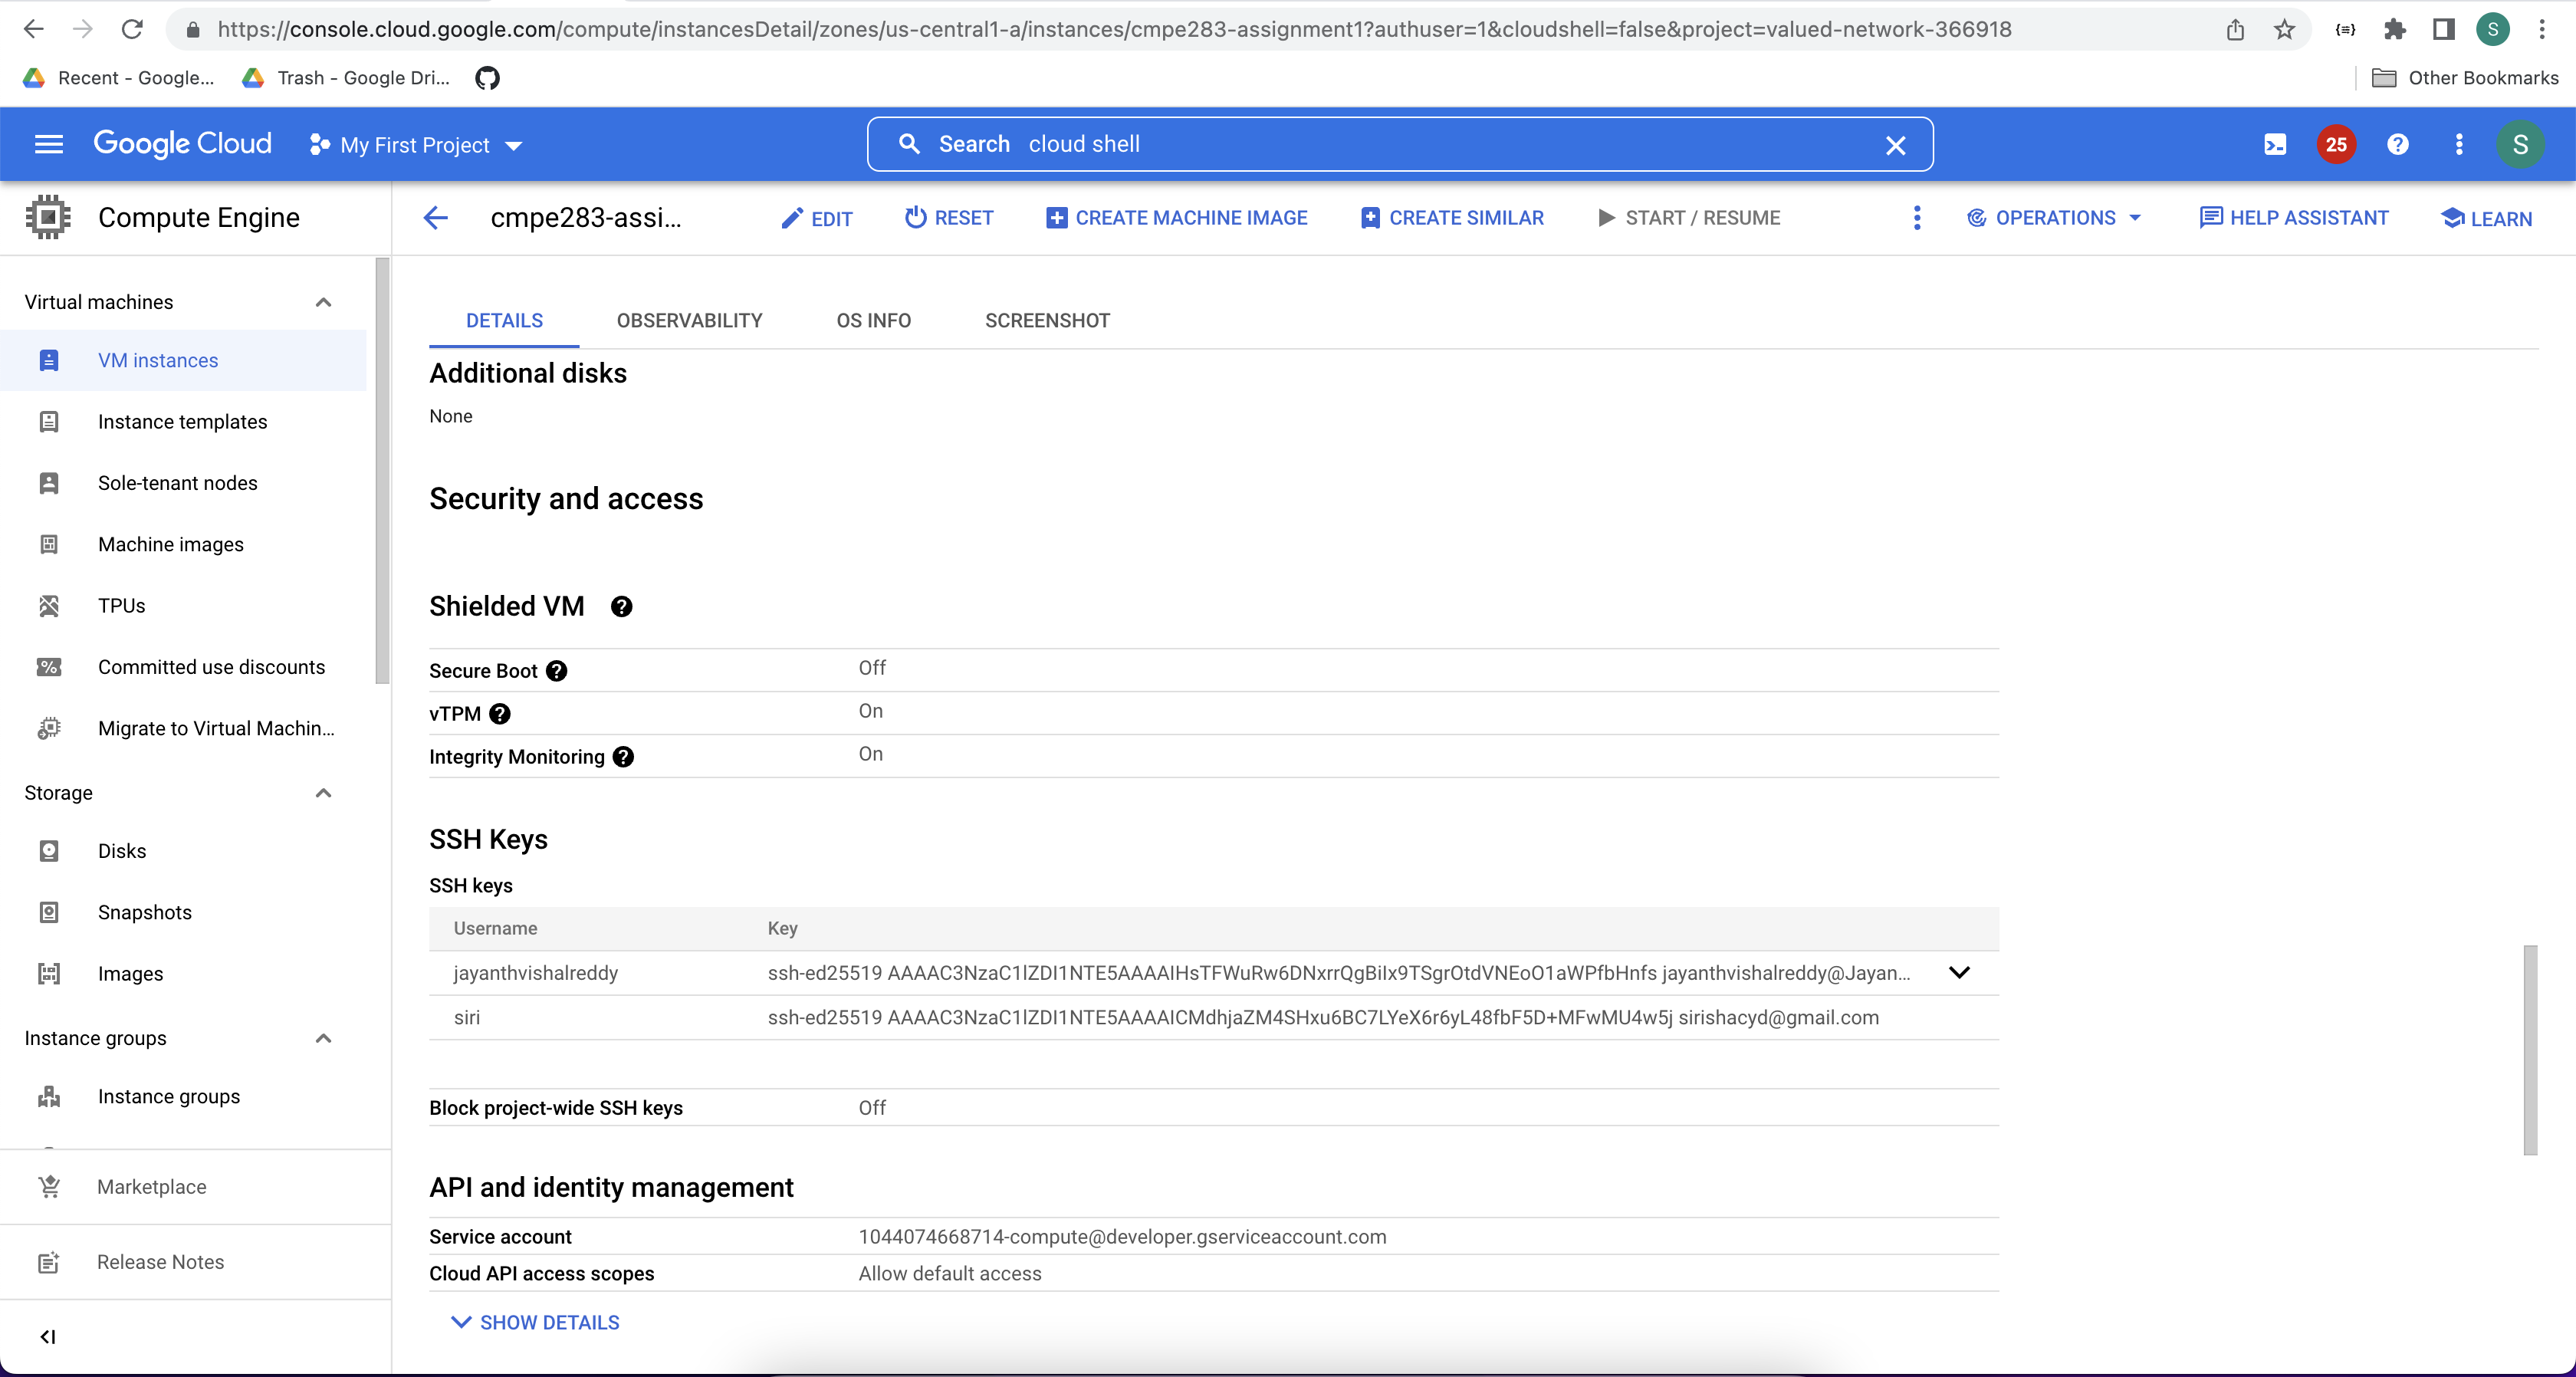 https://console.cloud.google.com/compute/instancesDetail/zones/us-central1-a/instances/cmpe283-assignment1?authuser=1&cloudshell=false&project=valued-network-366918
S
Recent - Google...
Trash - Google Dri...
Other Bookmarks
Google Cloud
My First Project
Search cloud shell
25
S
Compute Engine
cmpe283-assi...
EDIT
RESET
CREATE MACHINE IMAGE
CREATE SIMILAR
START / RESUME
OPERATIONS
HELP ASSISTANT
LEARN
Virtual machines
VM instances
Instance templates
Sole-tenant nodes
Machine images
TPUs
Committed use discounts
Migrate to Virtual Machin...
Storage
Disks
Snapshots
Images
Instance groups
Instance groups
Marketplace
Release Notes
DETAILS
OBSERVABILITY
OS INFO
SCREENSHOT
Additional disks
None
Security and access
Shielded VM
Secure Boot Off
vTPM On
Integrity Monitoring On
SSH Keys
SSH keys
Username Key
jayanthvishalreddy ssh-ed25519 AAAAC3NzaC1lZDI1NTE5AAAAIHsTFWuRw6DNxrrQgBiIx9TSgrOtdVNEoO1aWPfbHnfs jayanthvishalreddy@Jayan...
siri ssh-ed25519 AAAAC3NzaC1lZDI1NTE5AAAAICMdhjaZM4SHxu6BC7LYeX6r6yL48fbF5D+MFwMU4w5j sirishacyd@gmail.com
Block project-wide SSH keys Off
API and identity management
Service account 1044074668714-compute@developer.gserviceaccount.com
Cloud API access scopes Allow default access
SHOW DETAILS